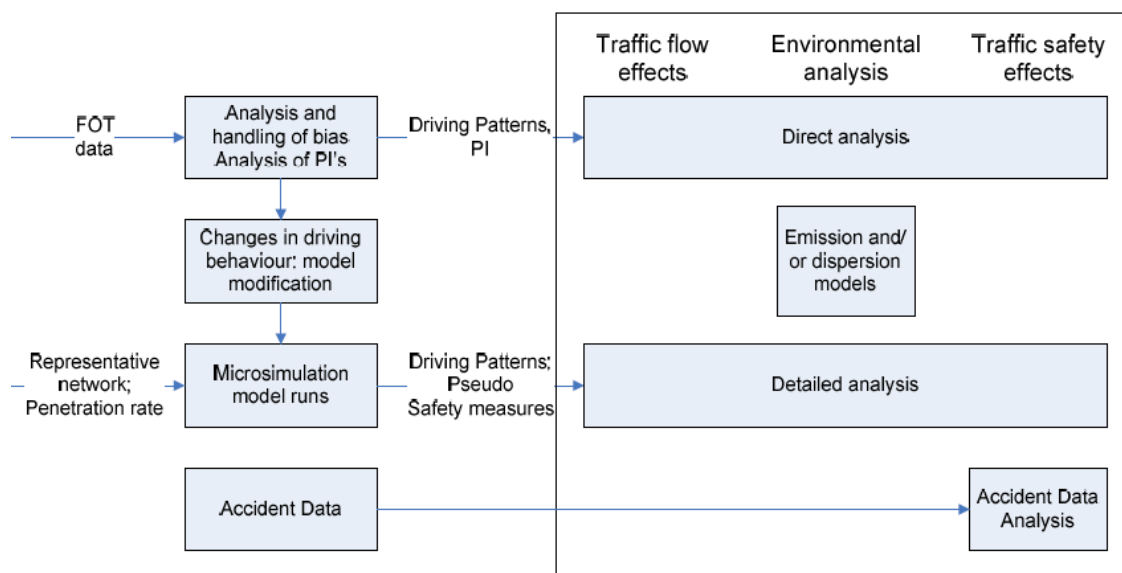 Traffic flow
effects
Environmental
analysis
Traffic safety
effects
FOT
data
Analysis and
handling of bias
Analysis of PI's
Driving Patterns,
PI
Direct analysis
Changes in driving
behaviour: model
modification
Emission and/
or dispersion
models
Representative
network;
Penetration rate
Microsimulation
model runs
Driving Patterns;
Pseudo
Safety measures
Detailed analysis
Accident Data
Accident Data
Analysis